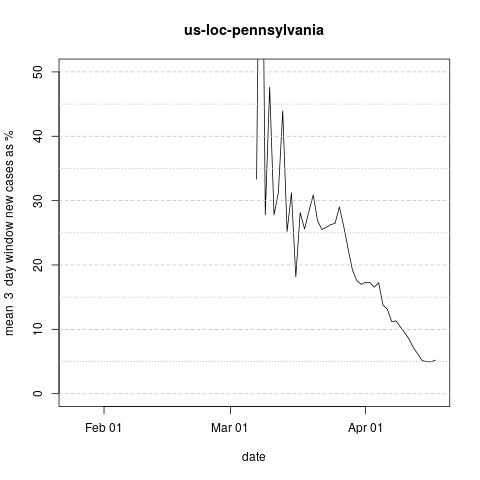 us-loc-pennsylvania
mean 3 day window new cases as %
50
40
30
20
10
0
Feb 01
Mar 01
Apr 01
date